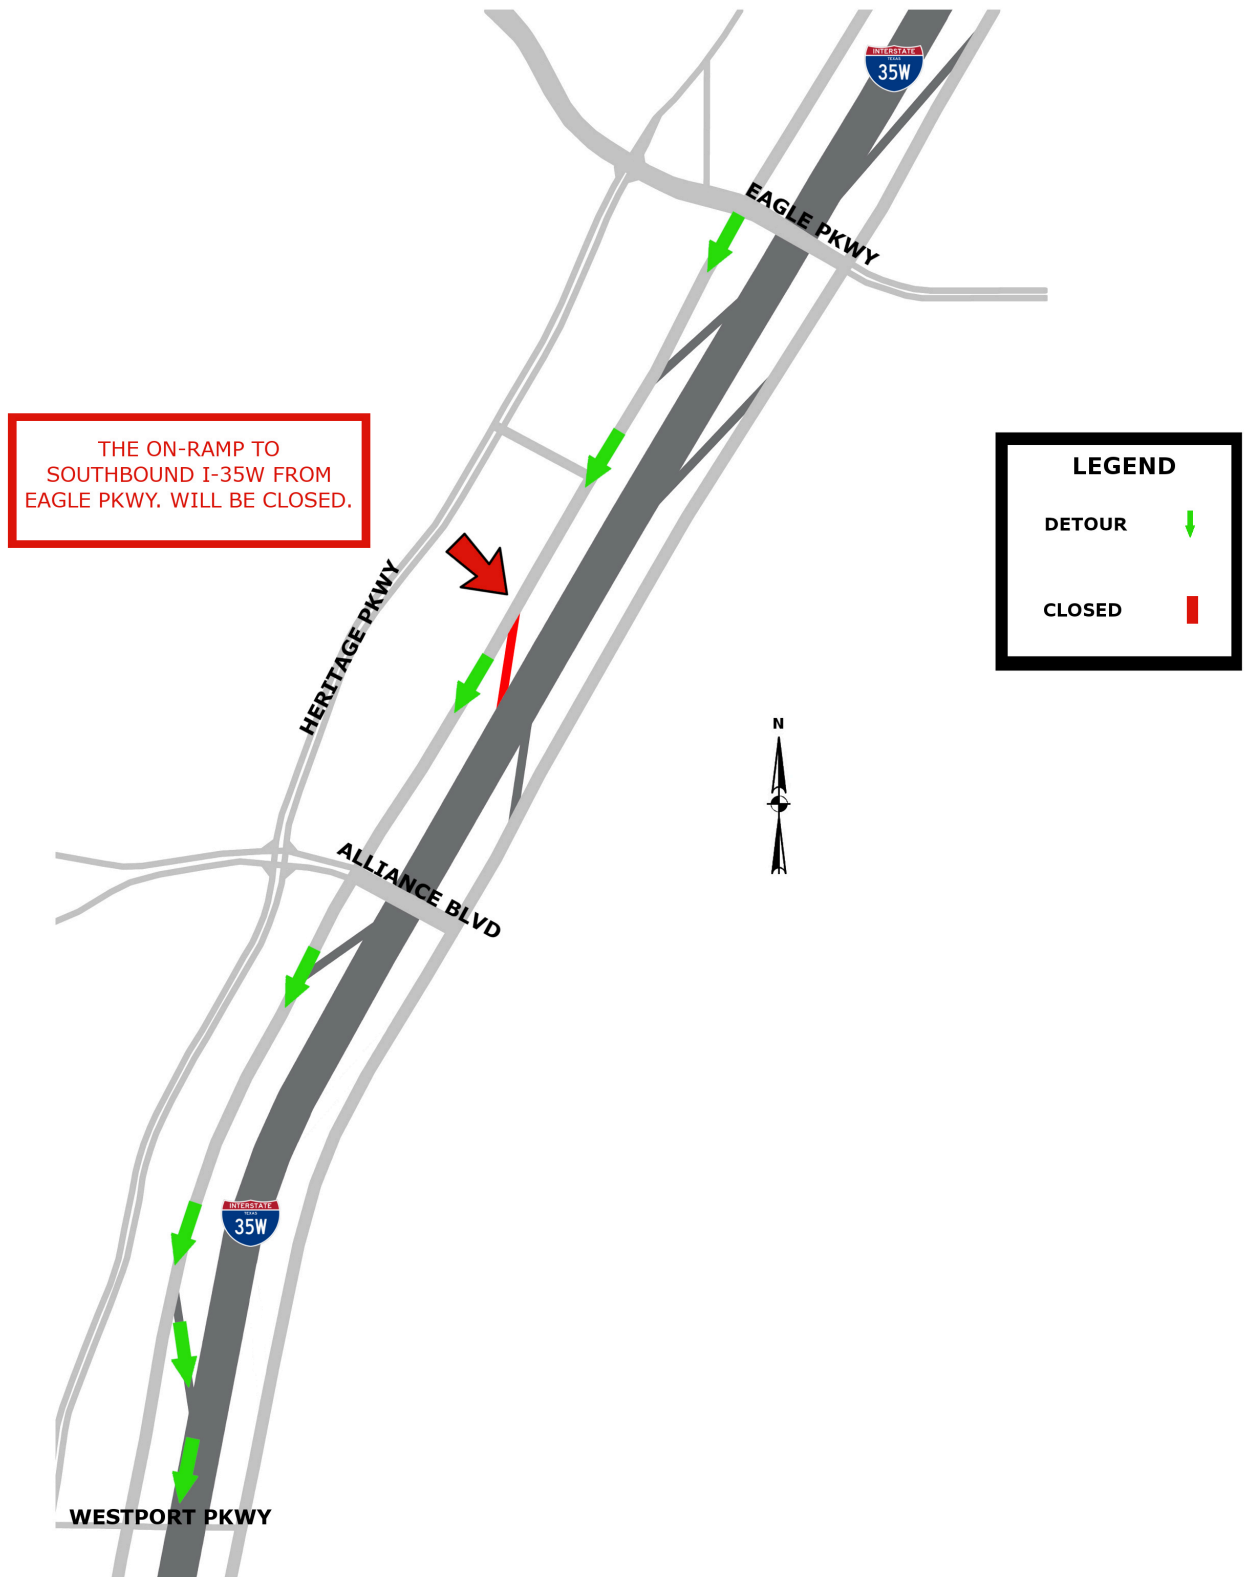 INTERSTATE
TEXAS
35W
EAGLE PKWY
THE ON-RAMP TO
SOUTHBOUND I-35W FROM
EAGLE PKWY. WILL BE CLOSED.
LEGEND
DETOUR
CLOSED
HERITAGE PKWY
N
ALLIANCE BLVD
INTERSTATE
TEXAS
35W
WESTPORT PKWY